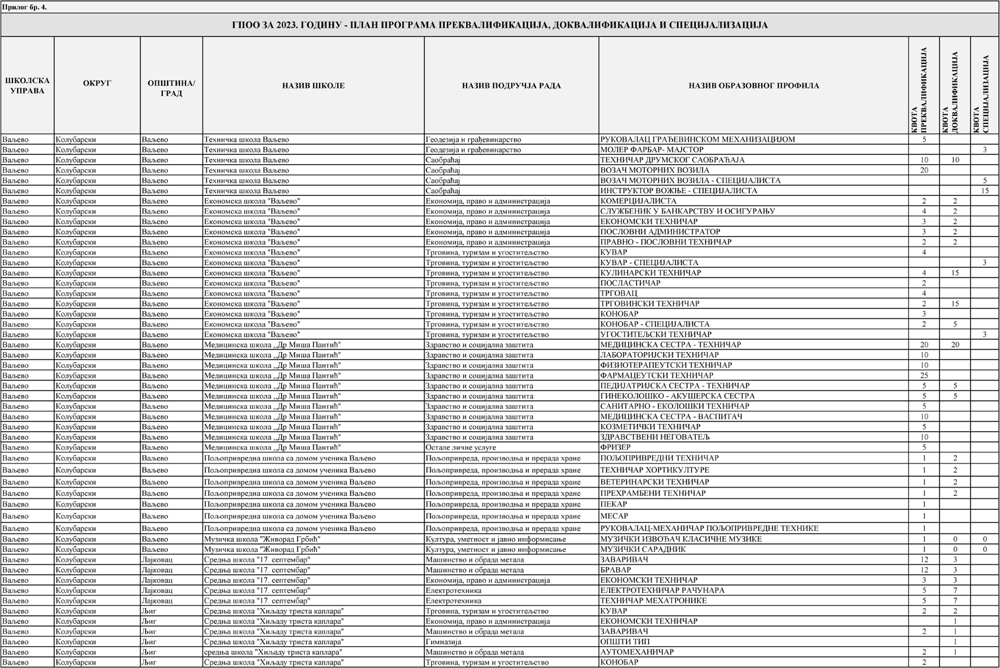 Прилог бр. 4.
ГПОО ЗА 2023. ГОДИНУ - ПЛАН ПРОГРАМА ПРЕКВАЛИФИКАЦИЈА, ДОКВАЛИФИКАЦИЈА И СПЕЦИЈАЛИЗАЦИЈА
ШКОЛСКА УПРАВА ОКРУГ ОПШТИНА/ ГРАД НАЗИВ ШКОЛЕ НАЗИВ ПОДРУЧЈА РАДА НАЗИВ ОБРАЗОВНОГ ПРОФИЛА КВОТА ПРЕКВАЛИФИКАЦИЈА КВОТА ДОКВАЛИФИКАЦИЈА КВОТА СПЕЦИЈАЛИЗАЦИЈА
Ваљево Колубарски Ваљево Техничка школа Ваљево Геодезија и грађевинарство РУКОВАЛАЦ ГРАЂЕВИНСКОМ МЕХАНИЗАЦИЈОМ 5
Ваљево Колубарски Ваљево Техничка школа Ваљево Геодезија и грађевинарство МОЛЕР ФАРБАР- МАЈСТОР 3
Ваљево Колубарски Ваљево Техничка школа Ваљево Саобраћај ТЕХНИЧАР ДРУМСКОГ САОБРАЋАЈА 10 10
Ваљево Колубарски Ваљево Техничка школа Ваљево Саобраћај ВОЗАЧ МОТОРНИХ ВОЗИЛА 20
Ваљево Колубарски Ваљево Техничка школа Ваљево Саобраћај ВОЗАЧ МОТОРНИХ ВОЗИЛА - СПЕЦИЈАЛИСТА 5
Ваљево Колубарски Ваљево Техничка школа Ваљево Саобраћај ИНСТРУКТОР ВОЖЊЕ - СПЕЦИЈАЛИСТА 15
Ваљево Колубарски Ваљево Економска школа "Ваљево" Економија, право и администрација КОМЕРЦИЈАЛИСТА 2 2
Ваљево Колубарски Ваљево Економска школа "Ваљево" Економија, право и администрација СЛУЖБЕНИК У БАНКАРСТВУ И ОСИГУРАЊУ 4 2
Ваљево Колубарски Ваљево Економска школа "Ваљево" Економија, право и администрација ЕКОНОМСКИ ТЕХНИЧАР 3 2
Ваљево Колубарски Ваљево Економска школа "Ваљево" Економија, право и администрација ПОСЛОВНИ АДМИНИСТРАТОР 3 2
Ваљево Колубарски Ваљево Економска школа "Ваљево" Економија, право и администрација ПРАВНО - ПОСЛОВНИ ТЕХНИЧАР 2 2
Ваљево Колубарски Ваљево Економска школа "Ваљево" Трговина, туризам и угоститељство КУВАР 4
Ваљево Колубарски Ваљево Економска школа "Ваљево" Трговина, туризам и угоститељство КУВАР - СПЕЦИЈАЛИСТА 3
Ваљево Колубарски Ваљево Економска школа "Ваљево" Трговина, туризам и угоститељство КУЛИНАРСКИ ТЕХНИЧАР 4 15
Ваљево Колубарски Ваљево Економска школа "Ваљево" Трговина, туризам и угоститељство ПОСЛАСТИЧАР 2
Ваљево Колубарски Ваљево Економска школа "Ваљево" Трговина, туризам и угоститељство ТРГОВАЦ 4
Ваљево Колубарски Ваљево Економска школа "Ваљево" Трговина, туризам и угоститељство ТРГОВИНСКИ ТЕХНИЧАР 2 15
Ваљево Колубарски Ваљево Економска школа "Ваљево" Трговина, туризам и угоститељство КОНОБАР 3
Ваљево Колубарски Ваљево Економска школа "Ваљево" Трговина, туризам и угоститељство КОНОБАР - СПЕЦИЈАЛИСТА 2 5
Ваљево Колубарски Ваљево Економска школа "Ваљево" Трговина, туризам и угоститељство УГОСТИТЕЉСКИ ТЕХНИЧАР 3
Ваљево Колубарски Ваљево Медицинска школа ,,Др Миша Пантић" Здравство и социјална заштита МЕДИЦИНСКА СЕСТРА - ТЕХНИЧАР 20 20
Ваљево Колубарски Ваљево Медицинска школа ,,Др Миша Пантић" Здравство и социјална заштита ЛАБОРАТОРИЈСКИ ТЕХНИЧАР 10
Ваљево Колубарски Ваљево Медицинска школа ,,Др Миша Пантић" Здравство и социјална заштита ФИЗИОТЕРАПЕУТСКИ ТЕХНИЧАР 10
Ваљево Колубарски Ваљево Медицинска школа ,,Др Миша Пантић" Здравство и социјална заштита ФАРМАЦЕУТСКИ ТЕХНИЧАР 25
Ваљево Колубарски Ваљево Медицинска школа ,,Др Миша Пантић" Здравство и социјална заштита ПЕДИЈАТРИЈСКА СЕСТРА - ТЕХНИЧАР 5 5
Ваљево Колубарски Ваљево Медицинска школа ,,Др Миша Пантић" Здравство и социјална заштита ГИНЕКОЛОШКО - АКУШЕРСКА СЕСТРА 5 5
Ваљево Колубарски Ваљево Медицинска школа ,,Др Миша Пантић" Здравство и социјална заштита САНИТАРНО - ЕКОЛОШКИ ТЕХНИЧАР 5
Ваљево Колубарски Ваљево Медицинска школа ,,Др Миша Пантић" Здравство и социјална заштита МЕДИЦИНСКА СЕСТРА - ВАСПИТАЧ 10
Ваљево Колубарски Ваљево Медицинска школа ,,Др Миша Пантић" Здравство и социјална заштита КОЗМЕТИЧКИ ТЕХНИЧАР 5
Ваљево Колубарски Ваљево Медицинска школа ,,Др Миша Пантић" Здравство и социјална заштита ЗДРАВСТВЕНИ НЕГОВАТЕЉ 10
Ваљево Колубарски Ваљево Медицинска школа ,,Др Миша Пантић" Остале личне услуге ФРИЗЕР 5
Ваљево Колубарски Ваљево Пољопривредна школа са домом ученика Ваљево Пољопривреда, производња и прерада хране ПОЉОПРИВРЕДНИ ТЕХНИЧАР 1 2
Ваљево Колубарски Ваљево Пољопривредна школа са домом ученика Ваљево Пољопривреда, производња и прерада хране ТЕХНИЧАР ХОРТИКУЛТУРЕ 1 2
Ваљево Колубарски Ваљево Пољопривредна школа са домом ученика Ваљево Пољопривреда, производња и прерада хране ВЕТЕРИНАРСКИ ТЕХНИЧАР 1 2
Ваљево Колубарски Ваљево Пољопривредна школа са домом ученика Ваљево Пољопривреда, производња и прерада хране ПРЕХРАМБЕНИ ТЕХНИЧАР 1 2
Ваљево Колубарски Ваљево Пољопривредна школа са домом ученика Ваљево Пољопривреда, производња и прерада хране ПЕКАР 1
Ваљево Колубарски Ваљево Пољопривредна школа са домом ученика Ваљево Пољопривреда, производња и прерада хране МЕСАР 1
Ваљево Колубарски Ваљево Пољопривредна школа са домом ученика Ваљево Пољопривреда, производња и прерада хране РУКОВАЛАЦ-МЕХАНИЧАР ПОЉОПРИВРЕДНЕ ТЕХНИКЕ 1
Ваљево Колубарски Ваљево Музичка школа "Живорад Грбић" Култура, уметност и јавно информисање МУЗИЧКИ ИЗВОЂАЧ КЛАСИЧНЕ МУЗИКЕ 1 0 0
Ваљево Колубарски Ваљево Музичка школа "Живорад Грбић" Култура, уметност и јавно информисање МУЗИЧКИ САРАДНИК 1 0 0
Ваљево Колубарски Лајковац Средња школа "17. септембар" Машинство и обрада метала ЗАВАРИВАЧ 12 3
Ваљево Колубарски Лајковац Средња школа "17. септембар" Машинство и обрада метала БРАВАР 12 3
Ваљево Колубарски Лајковац Средња школа "17. септембар" Економија, право и администрација ЕКОНОМСКИ ТЕХНИЧАР 3 3
Ваљево Колубарски Лајковац Средња школа "17. септембар" Електротехника ЕЛЕКТРОТЕХНИЧАР РАЧУНАРА 5 7
Ваљево Колубарски Лајковац Средња школа "17. септембар" Електротехника ТЕХНИЧАР МЕХАТРОНИКЕ 5 7
Ваљево Колубарски Љиг Средња школа "Хиљаду триста каплара" Трговина, туризам и угоститељство КУВАР 2 2
Ваљево Колубарски Љиг Средња школа "Хиљаду триста каплара" Економија, право и администрација ЕКОНОМСКИ ТЕХНИЧАР 1
Ваљево Колубарски Љиг Средња школа "Хиљаду триста каплара" Машинство и обрада метала ЗАВАРИВАЧ 2 1
Ваљево Колубарски Љиг Средња школа "Хиљаду триста каплара" Гимназија ОПШТИ ТИП 1
Ваљево Колубарски Љиг средња школа "Хиљаду триста каплара" Машинство и обрада метала АУТОМЕХАНИЧАР 2 1
Ваљево Колубарски Љиг Средња школа "Хиљаду триста каплара" Трговина, туризам и угоститељство КОНОБАР 2